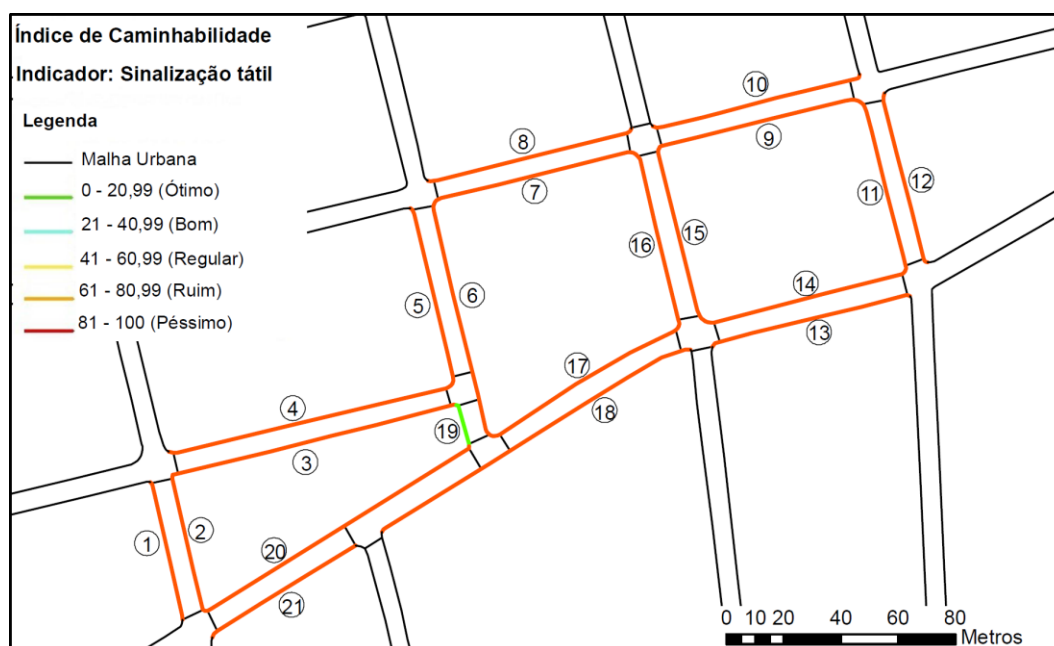 Índice de Caminhabilidade
Indicador: Sinalização tátil
Legenda
Malha Urbana
0 - 20,99 (Ótimo)
21 - 40,99 (Bom)
41 - 60,99 (Regular)
61 - 80,99 (Ruim)
81 - 100 (Péssimo)
10
8
9
7
12
11
16
15
5
6
14
13
17
4
18
19
3
1
2
20
21
0 10 20 40 60 80
Metros